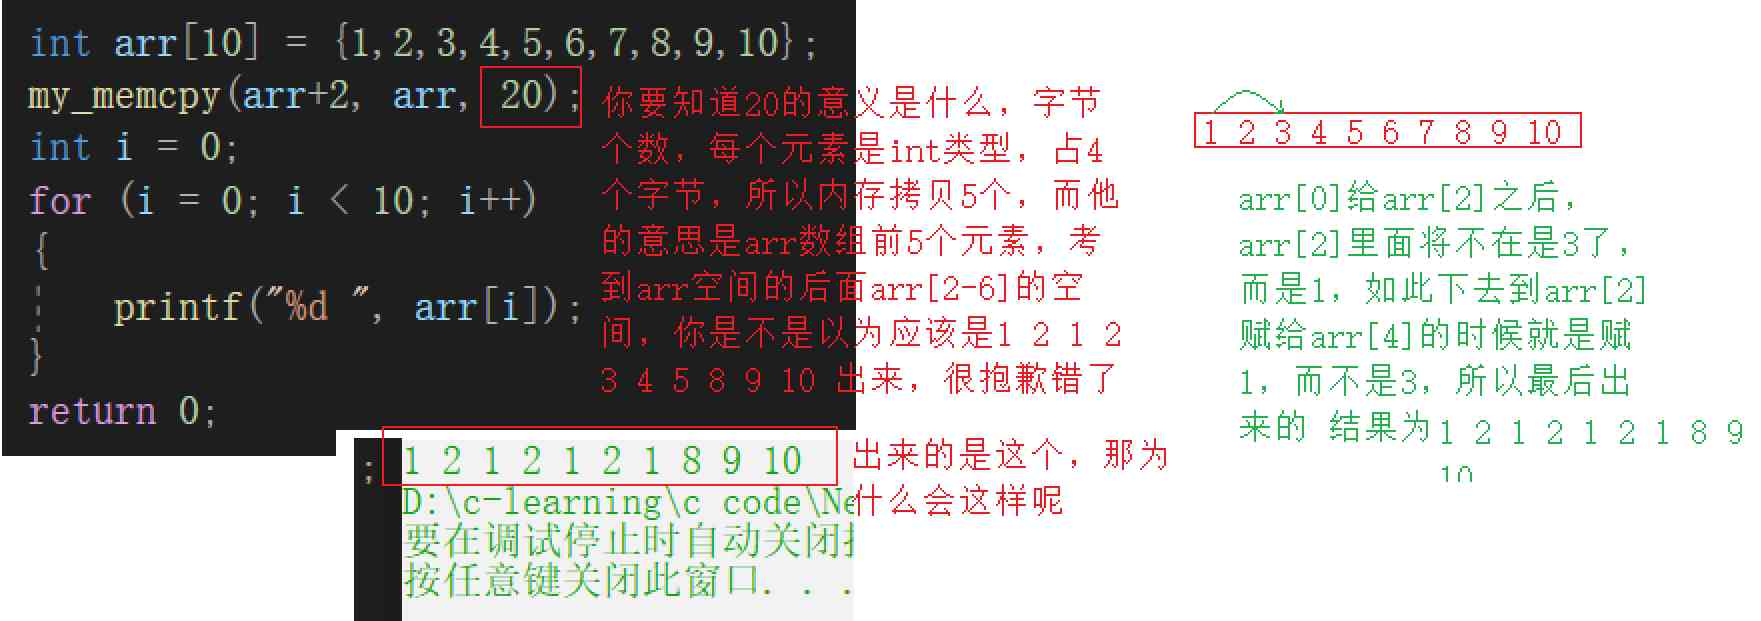 int arr[10] = {1,2,3,4,5,6,7,8,9,10};
my_memcpy(arr+2, arr, 20);
int i = 0;
for (i = 0; i < 10; i++)
{
printf("%d ", arr[i]);
}
return 0;
你要知道20的意义是什么，字节
个数，每个元素是int类型，占4
个字节，所以内存拷贝5个，而他
的意思是arr数组前5个元素，考
到arr空间的后面arr[2-6]的空
间，你是不是以为应该是1 2 1 2
3 4 5 8 9 10 出来，很抱歉错了
1 2 3 4 5 6 7 8 9 10
arr[0]给arr[2]之后，
arr[2]里面将不在是3了，
而是1，如此下去到arr[2]
赋给arr[4]的时候就是赋
1，而不是3，所以最后出
来的 结果为1 2 1 2 1 2 1 8 9
10
;
1 2 1 2 1 2 1 8 9 10
D:\c-learning\c code\Ne
要在调试停止时自动关闭
按任意键关闭此窗口. . .
出来的是这个，那为
什么会这样呢